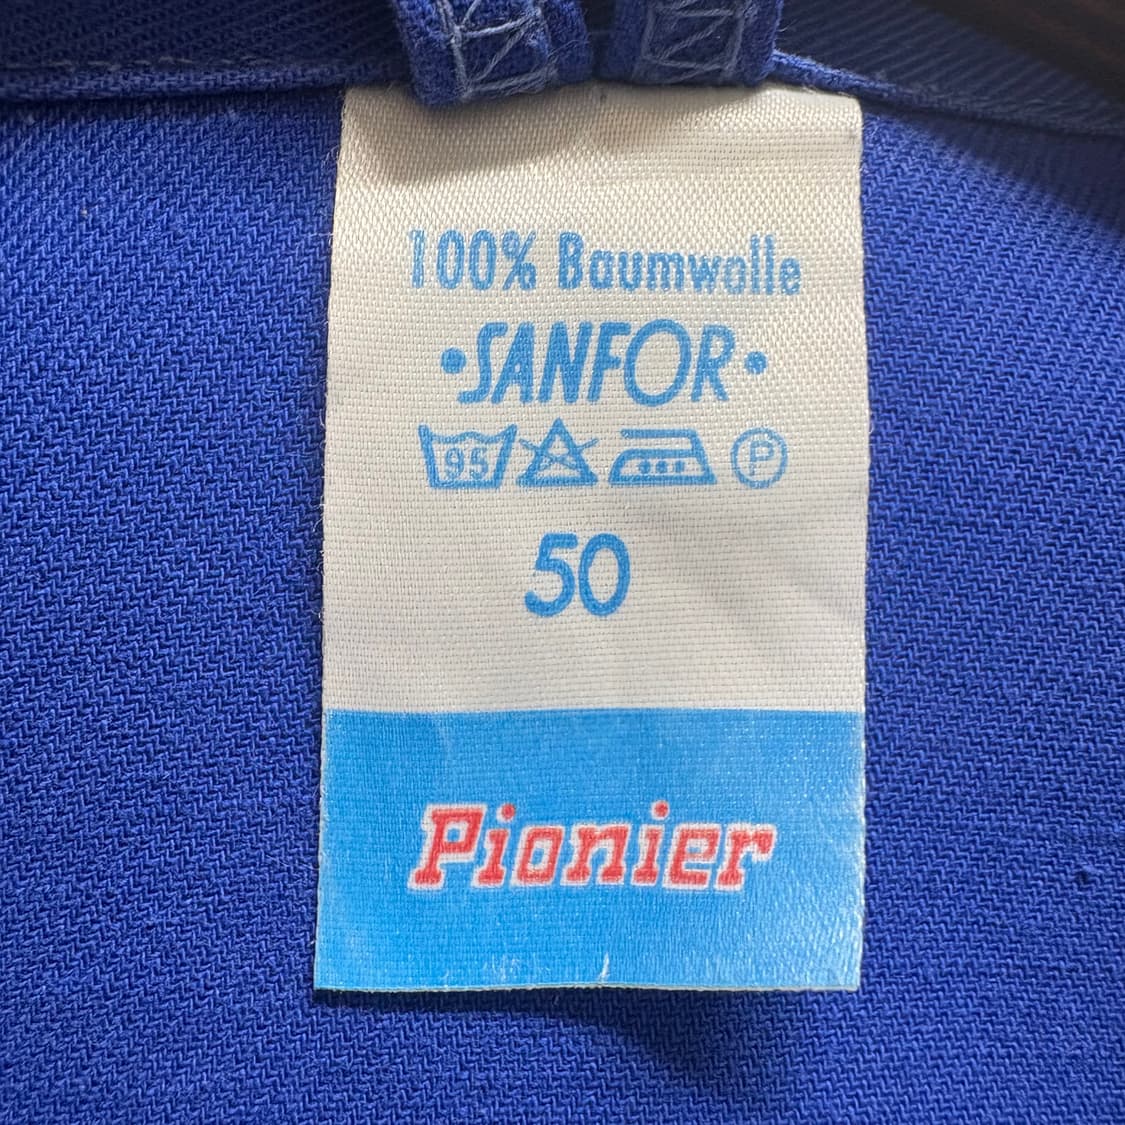 100% Baumwolle
•SANFOR•
95 P
50
Pionier